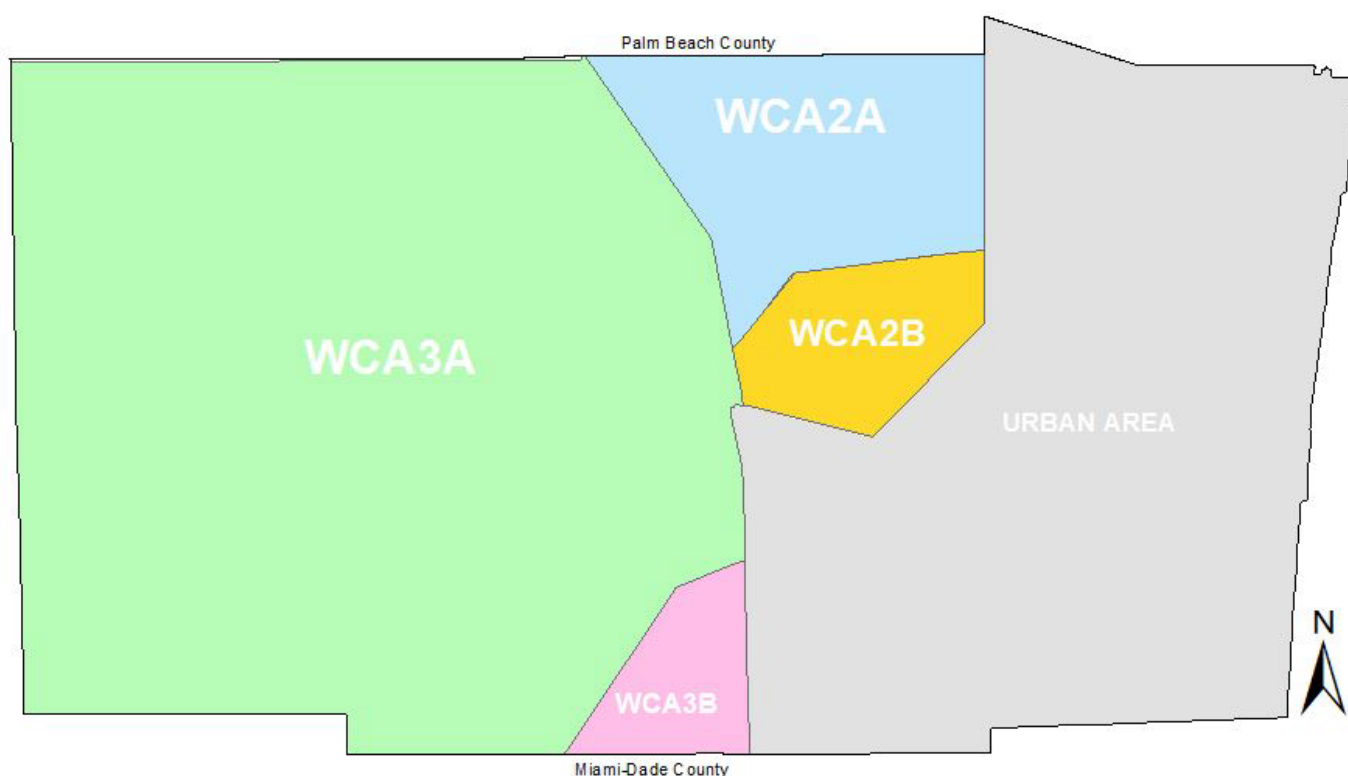 Palm Beach County
WCA2A
WCA2B
WCA3A
URBAN AREA
N
WCA3B
Miami-Dade County